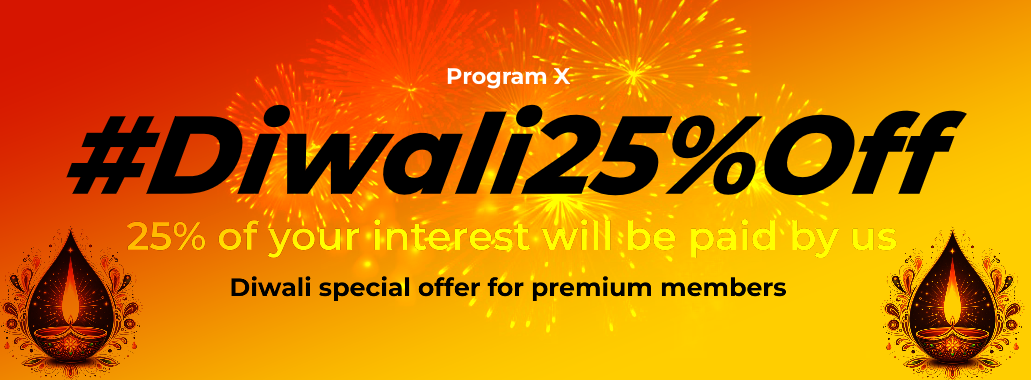 Program X
#Diwali25%Off
25% of your interest will be paid by us
Diwali special offer for premium members